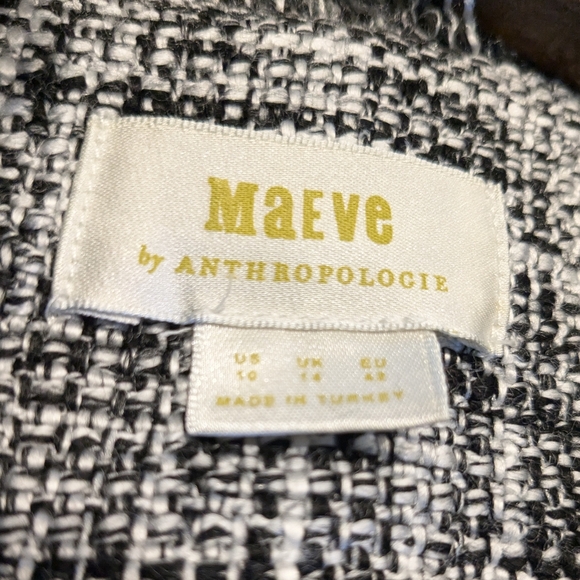 MaEVe
by ANTHROPOLOGIE
US UK EU
10 14 42
MADE IN TURKEY